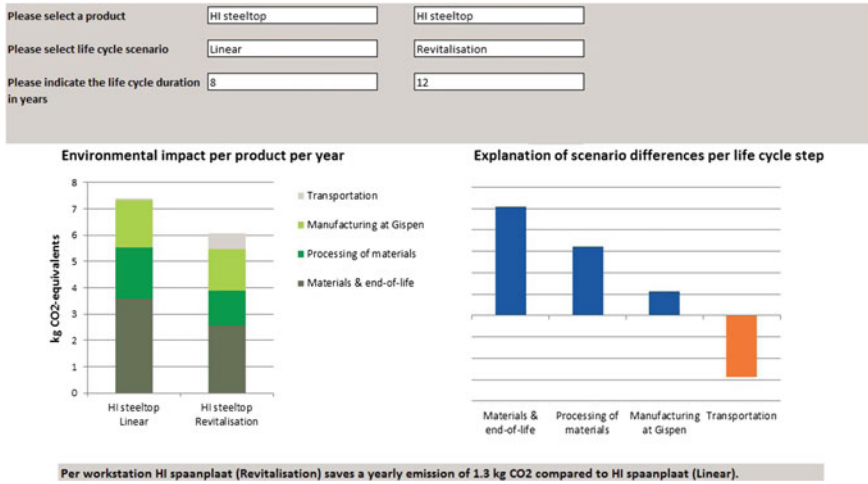 Please select a product
HI steeltop
HI steeltop
Please select life cycle scenario
Linear
Revitalisation
Please indicate the life cycle duration
in years
8
12
Environmental impact per product per year
kg CO2-equivalents
8
7
6
5
4
3
2
1
0
HI steeltop
Linear
HI steeltop
Revitalisation
Transportation
Manufacturing at Gispen
Processing of materials
Materials & end-of-life
Explanation of scenario differences per life cycle step
Materials &
end-of-life
Processing of
materials
Manufacturing
at Gispen
Transportation
Per workstation HI spaanplaat (Revitalisation) saves a yearly emission of 1.3 kg CO2 compared to HI spaanplaat (Linear).